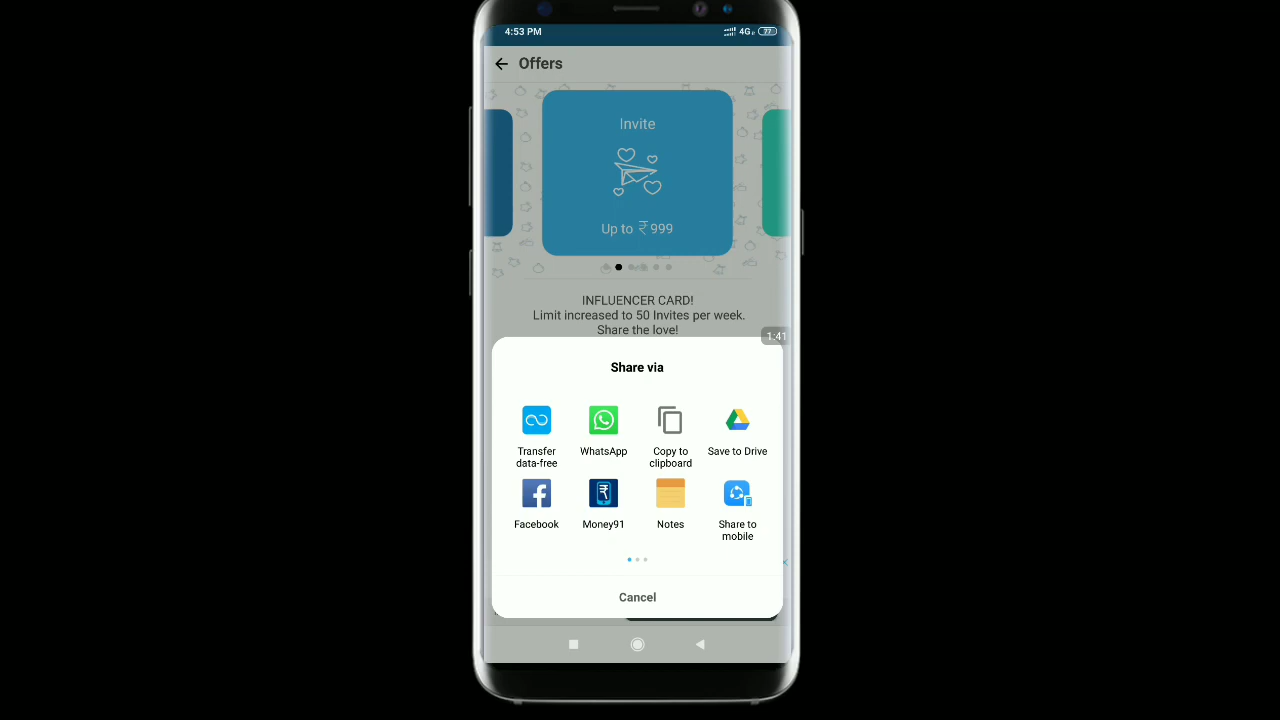 4:53 PM
4G
77
Offers
Invite
Up to ₹999
INFLUENCER CARD!
Limit increased to 50 Invites per week.
Share the love!
1:41
Share via
Transfer
data-free
WhatsApp
Copy to
clipboard
Save to Drive
Facebook
Money91
Notes
Share to
mobile
Cancel